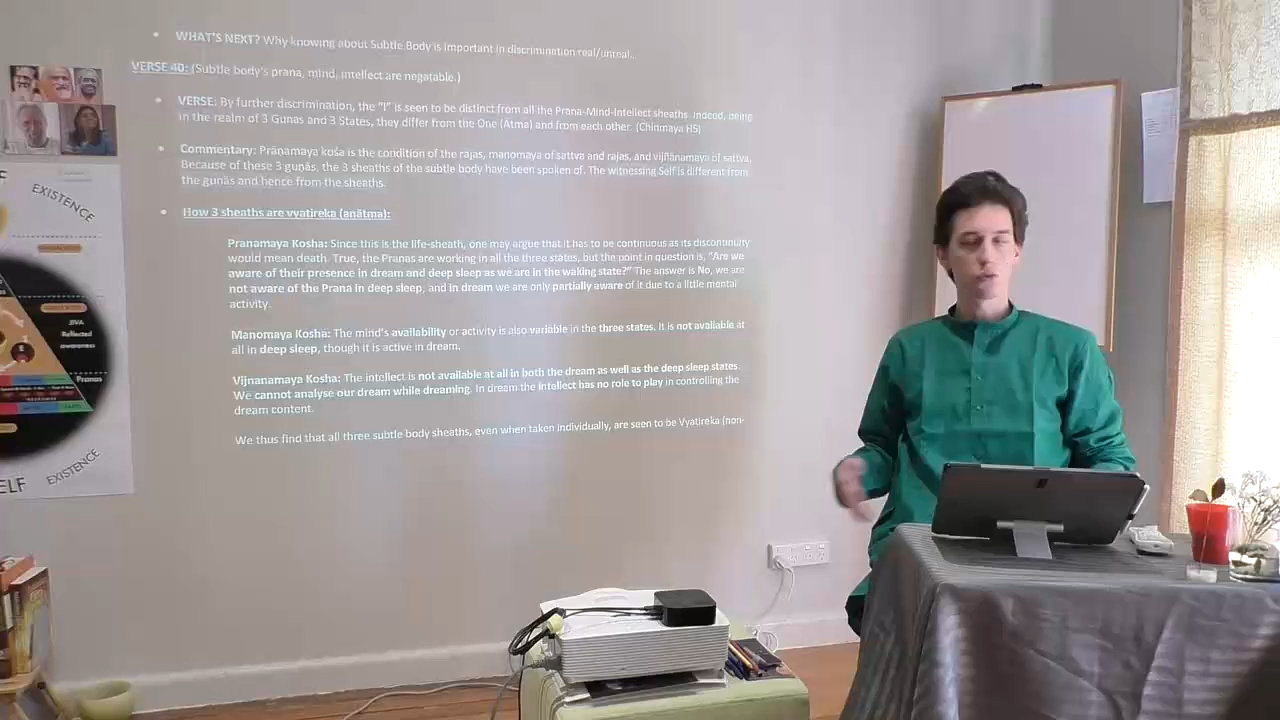 • WHAT'S NEXT? Why knowing about Subtle Body is important in discrimination real/unreal...
VERSE 40: (Subtle body's prana, mind, intellect are negatable.)
• VERSE: By further discrimination, the "I" is seen to be distinct from all the Prana-Mind-Intellect sheaths. Indeed, being
in the realm of 3 Gunas and 3 States, they differ from the One (Atma) and from each other. (Chinmaya HS)
• Commentary: Prānamaya kośa is the condition of the rajas, manomaya of sattva and rajas, and vijñānamaya of sattva.
Because of these 3 gunās, the 3 sheaths of the subtle body have been spoken of. The witnessing Self is different from
the gunās and hence from the sheaths.
• How 3 sheaths are vyatireka (anātma):
Pranamaya Kosha: Since this is the life-sheath, one may argue that it has to be continuous as its discontinuity
would mean death. True, the Pranas are working in all the three states, but the point in question is, "Are we
aware of their presence in dream and deep sleep as we are in the waking state?" The answer is No, we are
not aware of the Prana in deep sleep, and in dream we are only partially aware of it due to a little mental
activity.
Manomaya Kosha: The mind's availability or activity is also variable in the three states. It is not available at
all in deep sleep, though it is active in dream.
Vijnanamaya Kosha: The intellect is not available at all in both the dream as well as the deep sleep states.
We cannot analyse our dream while dreaming. In dream the intellect has no role to play in controlling the
dream content.
We thus find that all three subtle body sheaths, even when taken individually, are seen to be Vyatireka (non-
EXISTENCE
JIVA
Reflected
awareness
Pranas
ELF
EXISTENCE